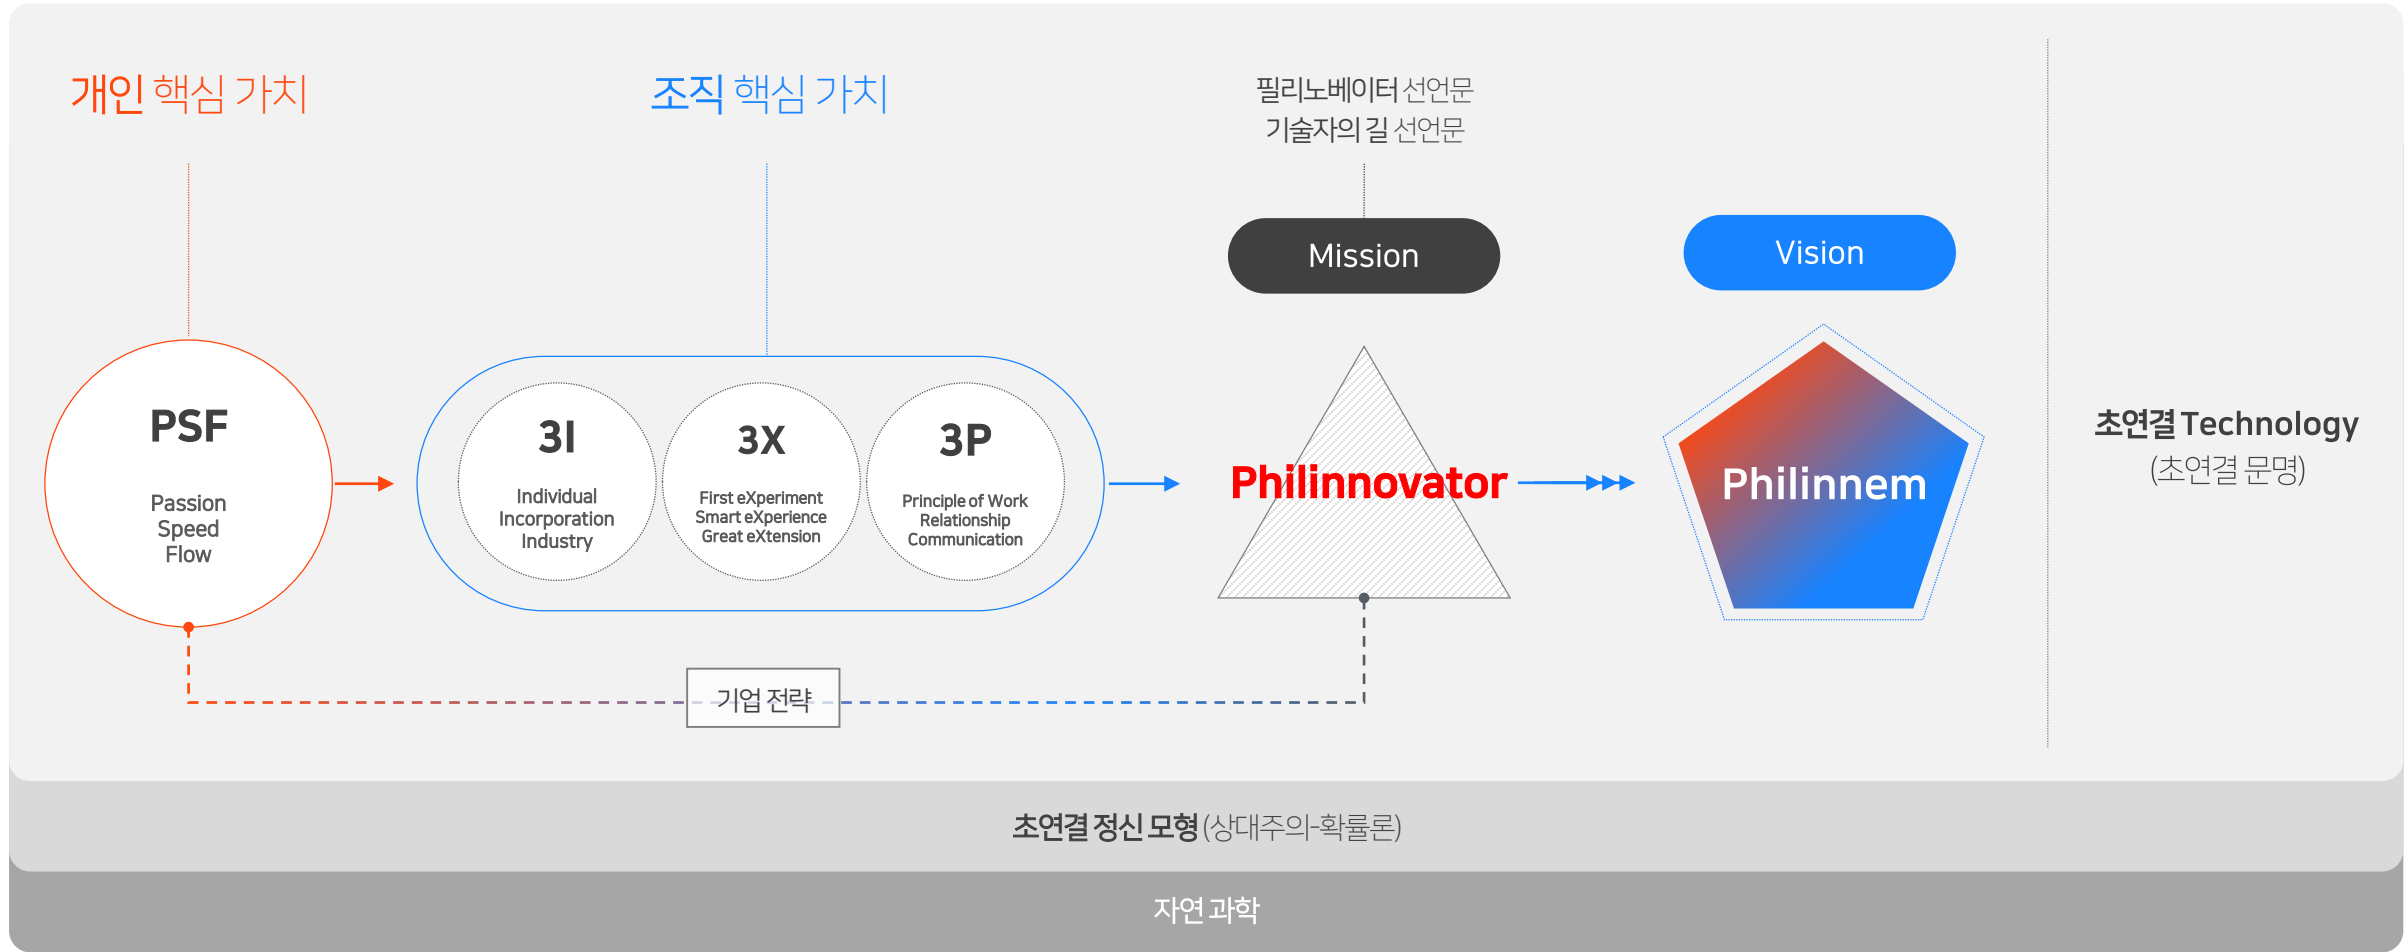 개인 핵심 가치
PSF
Passion
Speed
Flow
조직 핵심 가치
3I
Individual
Incorporation
Industry
3X
First eXperiment
Smart eXperience
Great eXtension
3P
Principle of Work
Relationship
Communication
필리노베이터 선언문
기술자의 길 선언문
Mission
Philinnovator
Vision
Philinnem
기업 전략
초연결 Technology
(초연결 문명)
초연결 정신 모형 (상대주의-확률론)
자연 과학